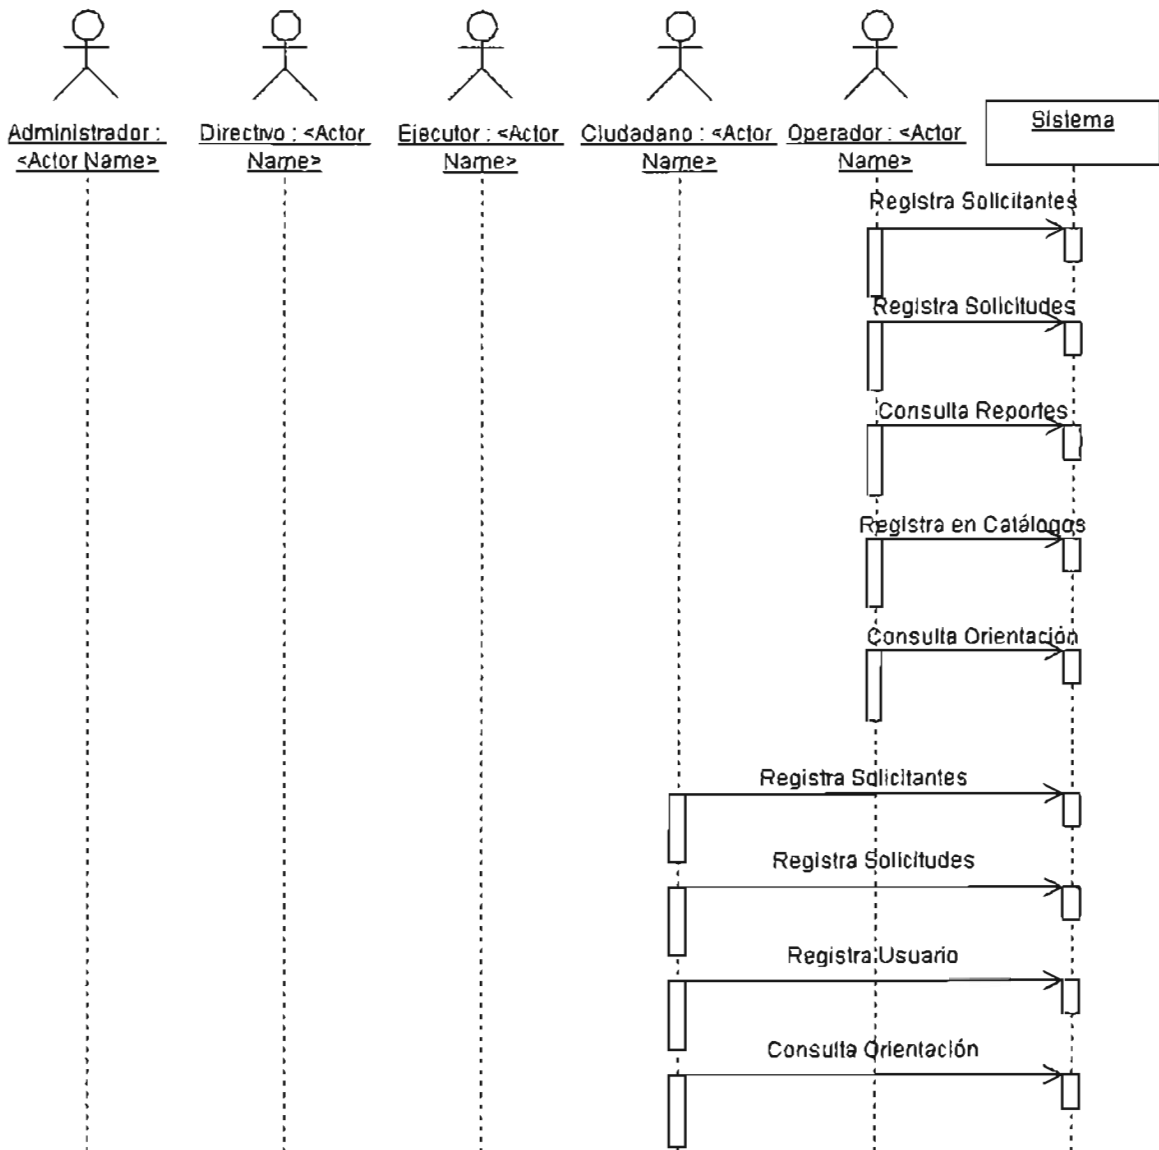 Administrador :
<Actor Name>
Directivo : <Actor
Name>
Ejecutor : <Actor
Name>
Ciudadano : <Actor
Name>
Operador : <Actor
Name>
Sistema
Registra Solicitantes
Registra Solicitudes
Consulta Reportes
Registra en Catálogos
Consulta Orientación
Registra Solicitantes
Registra Solicitudes
Registra Usuario
Consulta Orientación